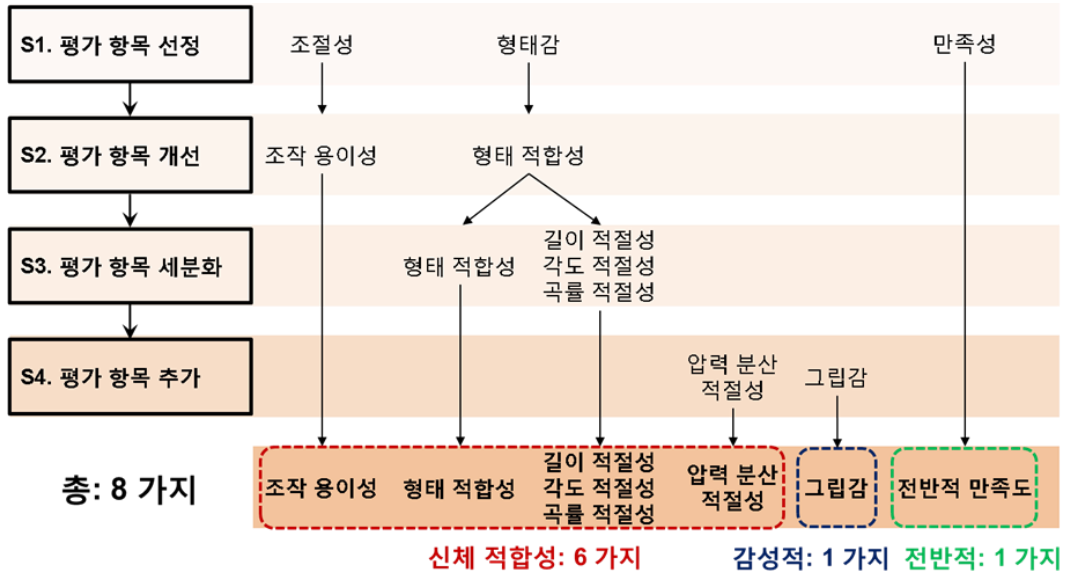 S1. 평가 항목 선정
조절성
형태감
만족성
S2. 평가 항목 개선
조작 용이성
형태 적합성
S3. 평가 항목 세분화
형태 적합성
길이 적절성
각도 적절성
곡률 적절성
S4. 평가 항목 추가
압력 분산
적절성
그립감
총: 8 가지
조작 용이성
형태 적합성
길이 적절성
각도 적절성
곡률 적절성
압력 분산
적절성
그립감
전반적 만족도
신체 적합성: 6 가지
감성적: 1 가지
전반적: 1 가지